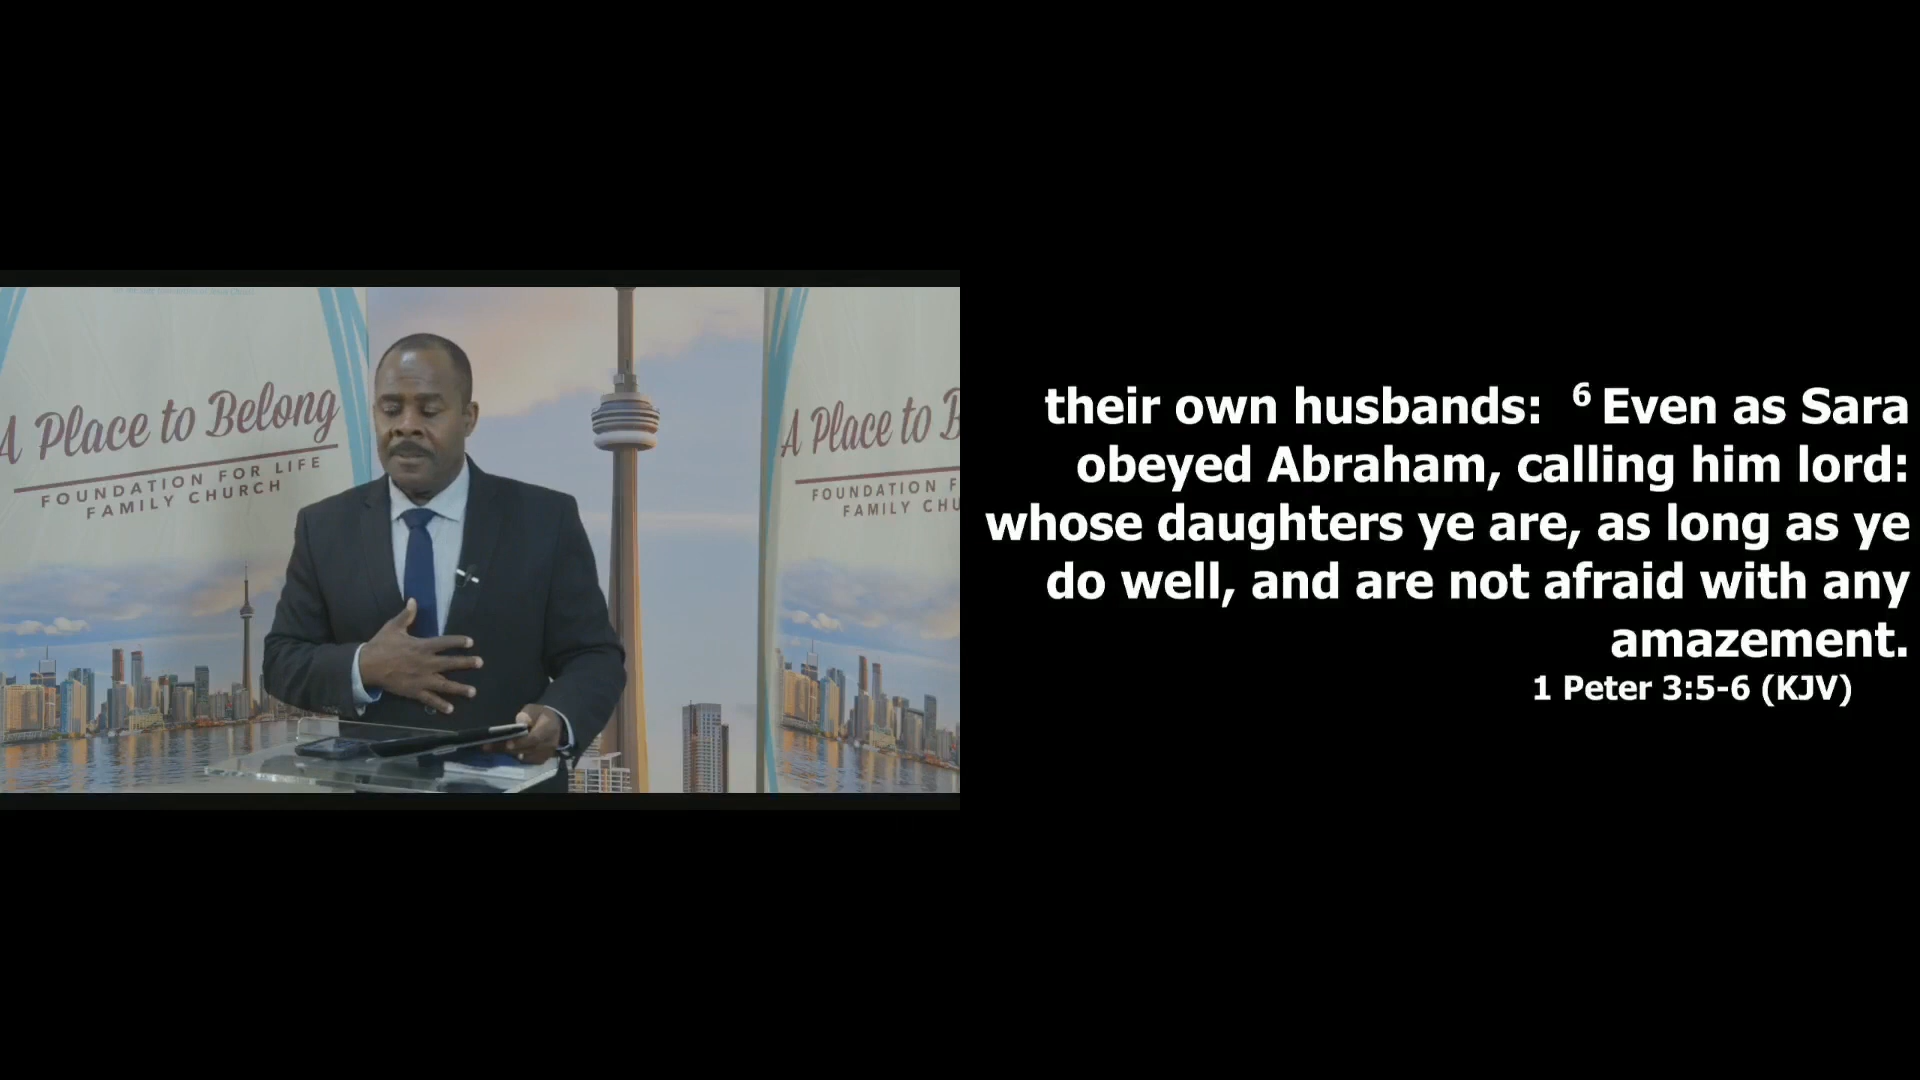 A Place to Belong
FOUNDATION FOR LIFE
FAMILY CHURCH
A Place to
FOUNDATION
FAMILY
their own husbands: 6 Even as Sara
obeyed Abraham, calling him lord:
whose daughters ye are, as long as ye
do well, and are not afraid with any
amazement.
1 Peter 3:5-6 (KJV)